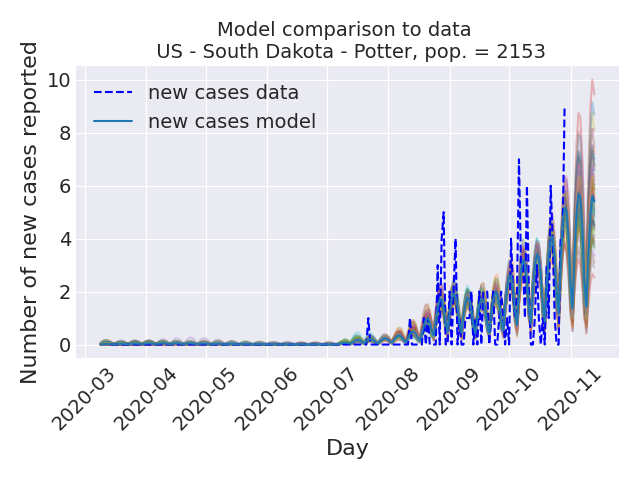 Model comparison to data
US - South Dakota - Potter, pop. = 2153
Number of new cases reported
10
8
6
4
2
0
new cases data
new cases model
2020-03
2020-04
2020-05
2020-06
2020-07
2020-08
2020-09
2020-10
2020-11
Day